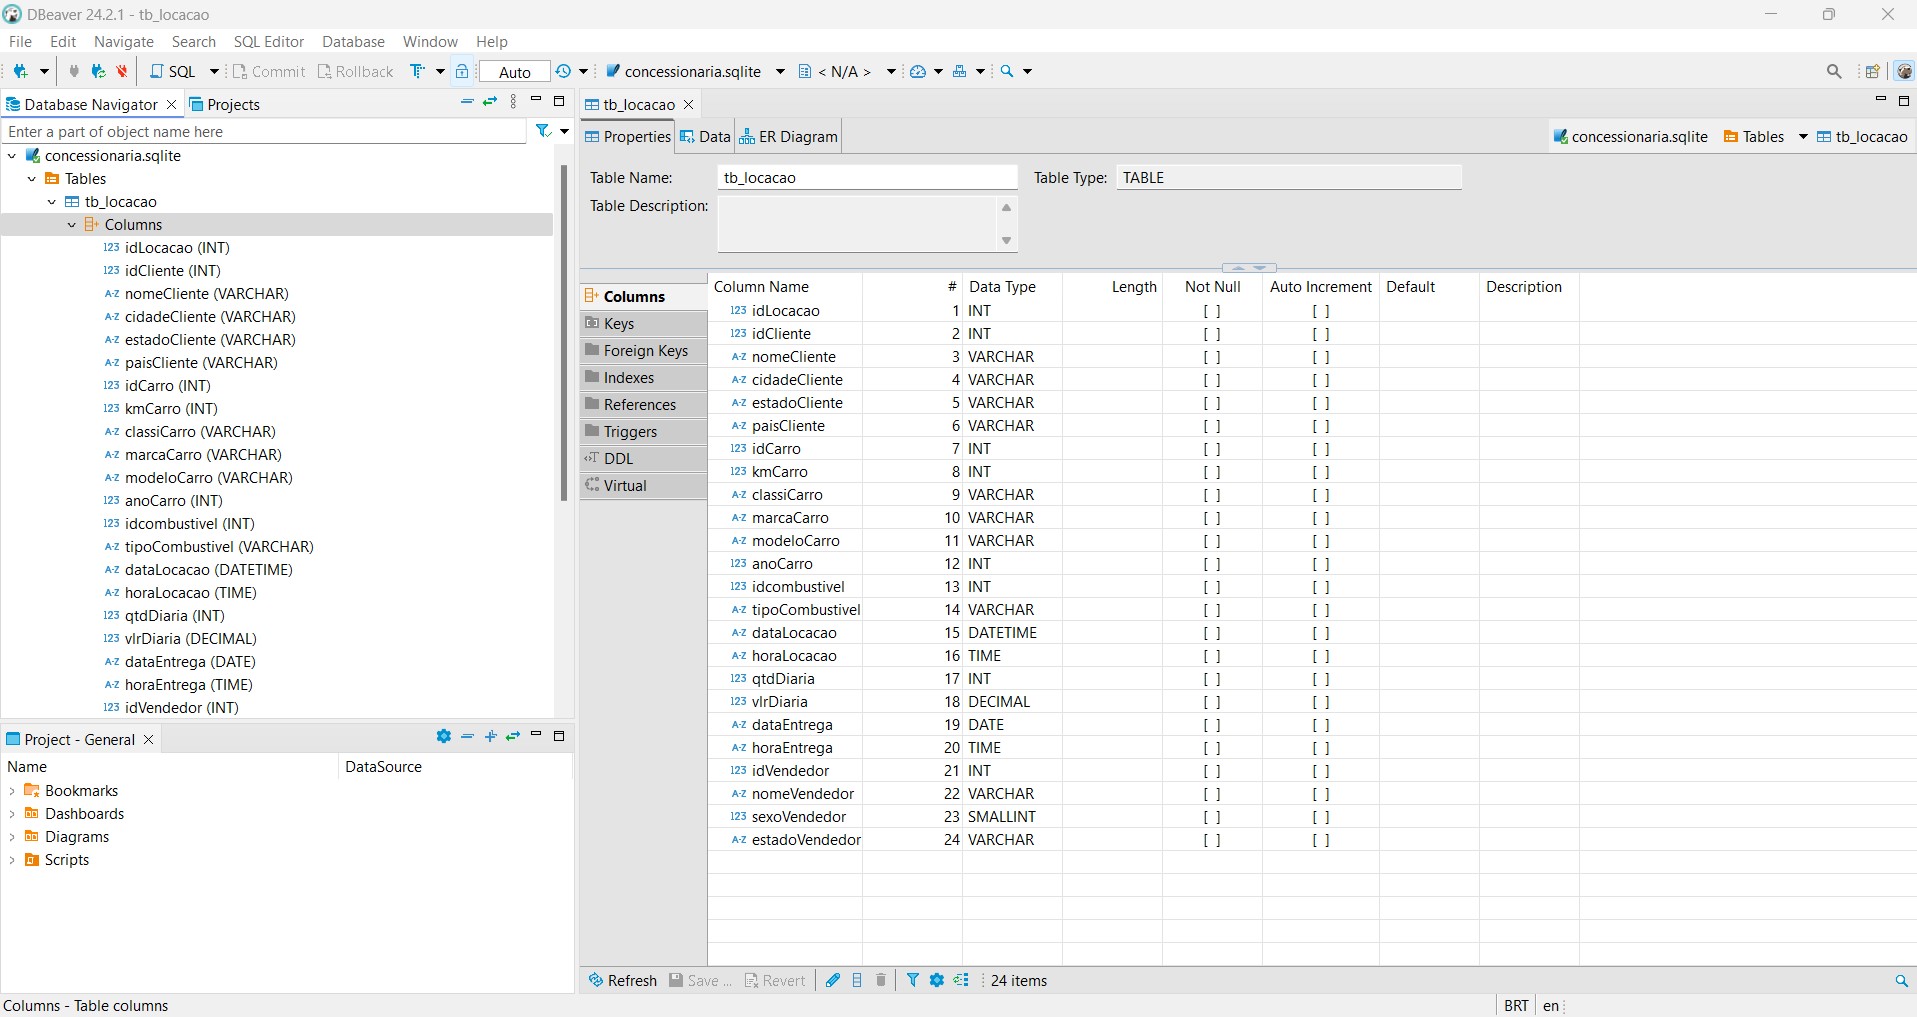 DBeaver 24.2.1 - tb_locacao
File Edit Navigate Search SQL Editor Database Window Help
SQL Commit Rollback Auto concessionaria.sqlite < N/A >
Database Navigator Projects
Enter a part of object name here
concessionaria.sqlite
Tables
tb_locacao
Columns
123 idLocacao (INT)
123 idCliente (INT)
A-Z nomeCliente (VARCHAR)
A-Z cidadeCliente (VARCHAR)
A-Z estadoCliente (VARCHAR)
A-Z paisCliente (VARCHAR)
123 idCarro (INT)
123 kmCarro (INT)
A-Z classiCarro (VARCHAR)
A-Z marcaCarro (VARCHAR)
A-Z modeloCarro (VARCHAR)
123 anoCarro (INT)
123 idcombustivel (INT)
A-Z tipoCombustivel (VARCHAR)
A-Z dataLocacao (DATETIME)
A-Z horaLocacao (TIME)
123 qtdDiaria (INT)
123 vlrDiaria (DECIMAL)
A-Z dataEntrega (DATE)
A-Z horaEntrega (TIME)
123 idVendedor (INT)
Project - General
Name DataSource
Bookmarks
Dashboards
Diagrams
Scripts
tb_locacao
Properties Data ER Diagram concessionaria.sqlite Tables tb_locacao
Table Name: tb_locacao Table Type: TABLE
Table Description:
Columns
Keys
Foreign Keys
Indexes
References
Triggers
DDL
Virtual
Column Name # Data Type Length Not Null Auto Increment Default Description
123 idLocacao 1 INT [ ] [ ]
123 idCliente 2 INT [ ] [ ]
A-Z nomeCliente 3 VARCHAR [ ] [ ]
A-Z cidadeCliente 4 VARCHAR [ ] [ ]
A-Z estadoCliente 5 VARCHAR [ ] [ ]
A-Z paisCliente 6 VARCHAR [ ] [ ]
123 idCarro 7 INT [ ] [ ]
123 kmCarro 8 INT [ ] [ ]
A-Z classiCarro 9 VARCHAR [ ] [ ]
A-Z marcaCarro 10 VARCHAR [ ] [ ]
A-Z modeloCarro 11 VARCHAR [ ] [ ]
123 anoCarro 12 INT [ ] [ ]
123 idcombustivel 13 INT [ ] [ ]
A-Z tipoCombustivel 14 VARCHAR [ ] [ ]
A-Z dataLocacao 15 DATETIME [ ] [ ]
A-Z horaLocacao 16 TIME [ ] [ ]
123 qtdDiaria 17 INT [ ] [ ]
123 vlrDiaria 18 DECIMAL [ ] [ ]
A-Z dataEntrega 19 DATE [ ] [ ]
A-Z horaEntrega 20 TIME [ ] [ ]
123 idVendedor 21 INT [ ] [ ]
A-Z nomeVendedor 22 VARCHAR [ ] [ ]
123 sexoVendedor 23 SMALLINT [ ] [ ]
A-Z estadoVendedor 24 VARCHAR [ ] [ ]
Refresh Save ... Revert 24 items
Columns - Table columns BRT en